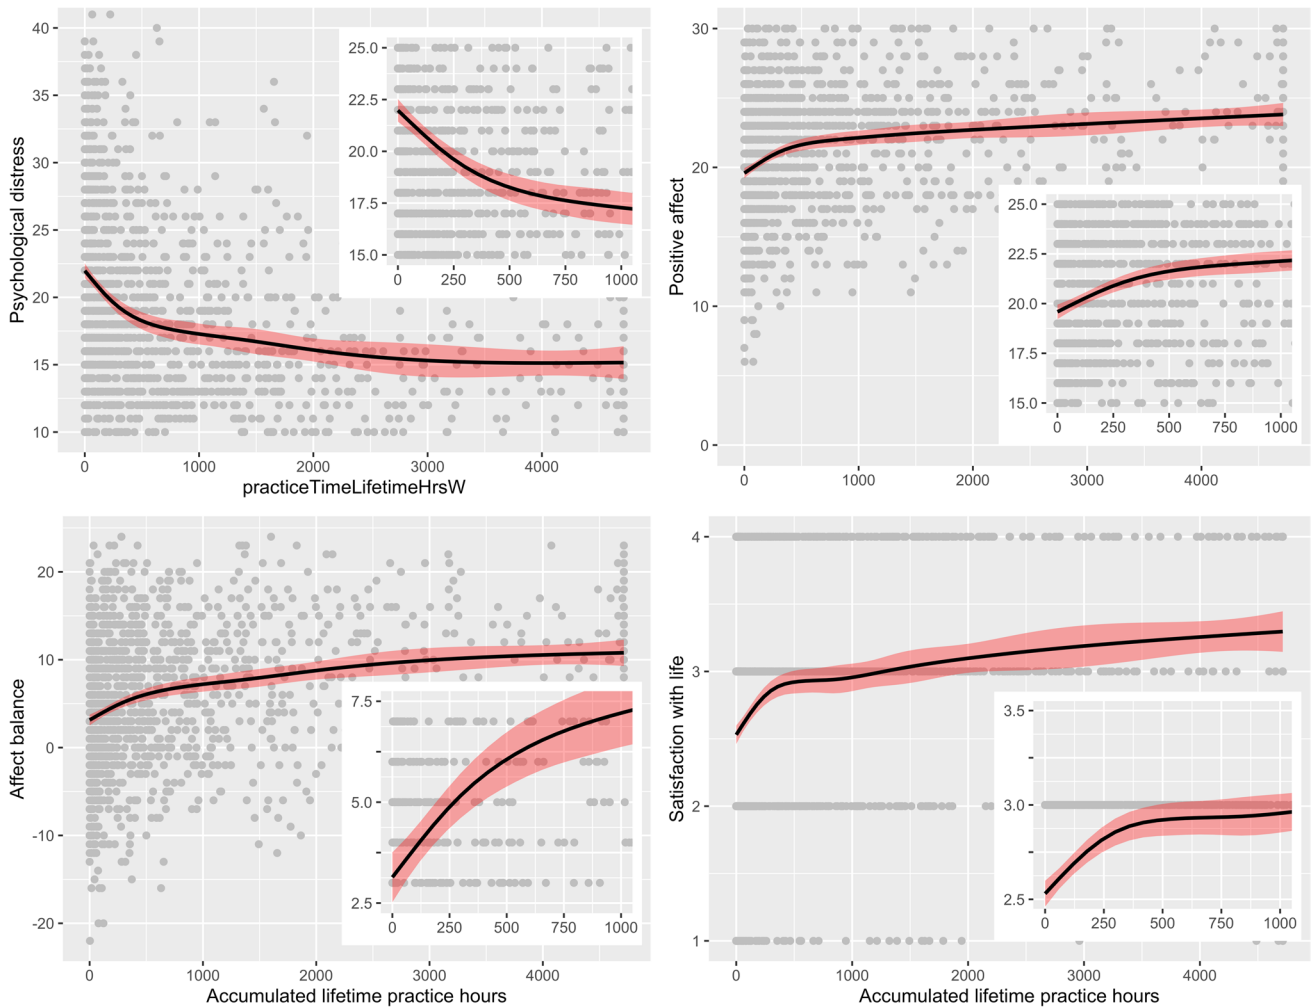 Psychological distress
40
35
30
25
20
15
10
0 1000 2000 3000 4000
practiceTimeLifetimeHrsW
25.0
22.5
20.0
17.5
15.0
0 250 500 750 1000
Positive affect
30
20
10
0
0 1000 2000 3000 4000
25.0
22.5
20.0
17.5
15.0
0 250 500 750 1000
Affect balance
20
10
0
-10
-20
0 1000 2000 3000 4000
Accumulated lifetime practice hours
7.5
5.0
2.5
0 250 500 750 1000
Satisfaction with life
4
3
2
1
0 1000 2000 3000 4000
Accumulated lifetime practice hours
3.5
3.0
2.5
0 250 500 750 1000